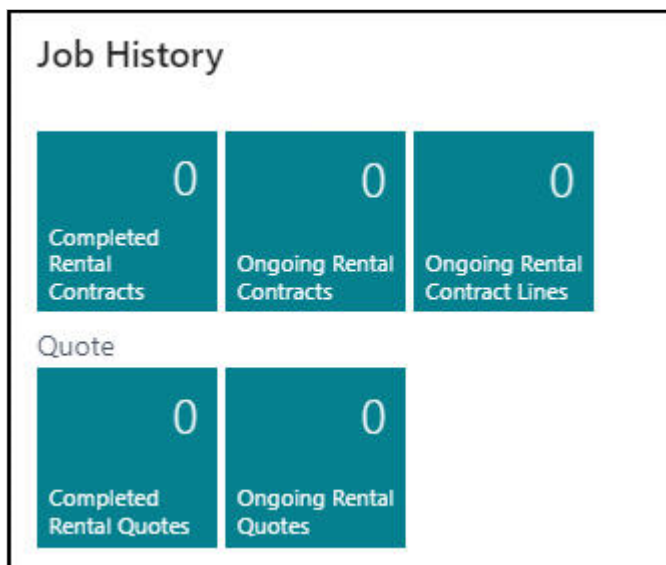 Job History
0
Completed
Rental
Contracts
0
Ongoing Rental
Contracts
0
Ongoing Rental
Contract Lines
Quote
0
Completed
Rental Quotes
0
Ongoing Rental
Quotes